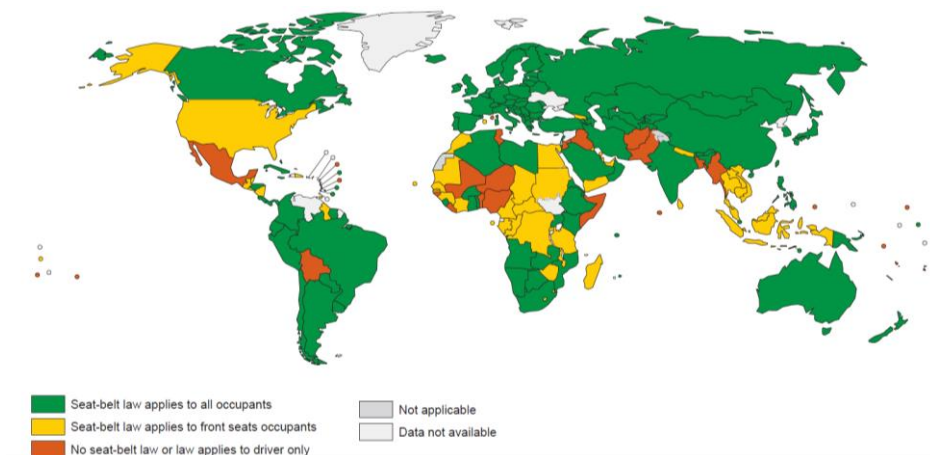 Seat-belt law applies to all occupants
Seat-belt law applies to front seats occupants
No seat-belt law or law applies to driver only
Not applicable
Data not available